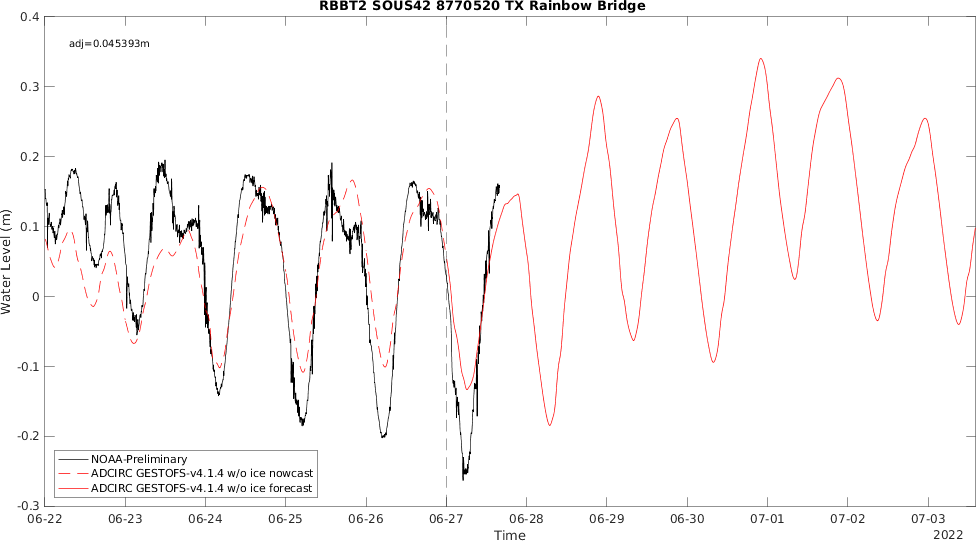 RBBT2 SOUS42 8770520 TX Rainbow Bridge
adj=0.045393m
Water Level (m)
0.4
0.3
0.2
0.1
0
-0.1
-0.2
-0.3
NOAA-Preliminary
ADCIRC GESTOFS-v4.1.4 w/o ice nowcast
ADCIRC GESTOFS-v4.1.4 w/o ice forecast
06-22 06-23 06-24 06-25 06-26 06-27 06-28 06-29 06-30 07-01 07-02 07-03
Time
2022